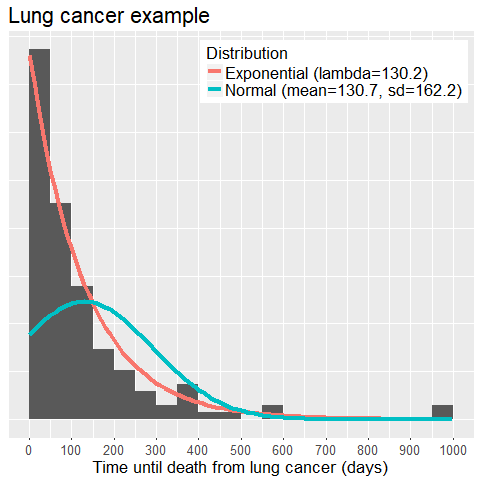 Lung cancer example
Distribution
Exponential (lambda=130.2)
Normal (mean=130.7, sd=162.2)
0 100 200 300 400 500 600 700 800 900 1000
Time until death from lung cancer (days)